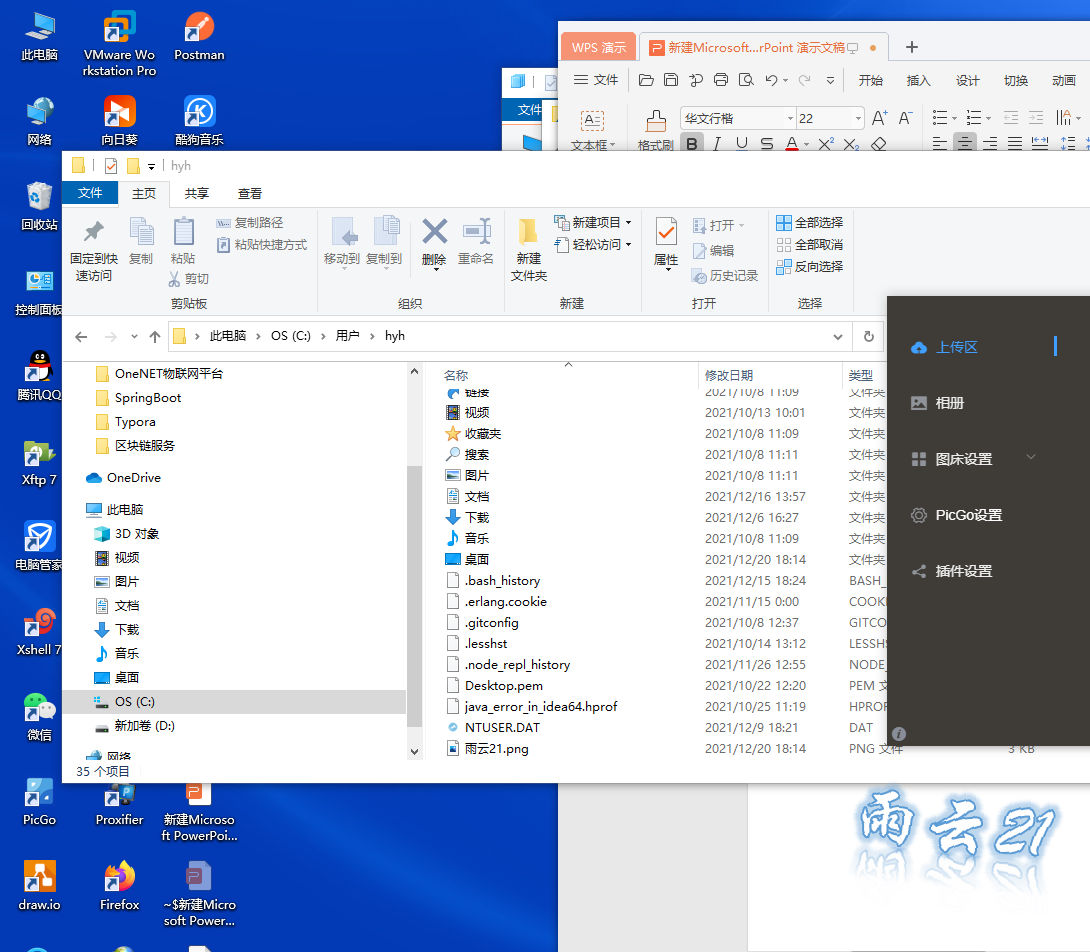 此电脑
VMware Wo
rkstation Pro
Postman
网络
向日葵
酷狗音乐
回收站
控制面板
腾讯QQ
Xftp 7
电脑管家
Xshell 7
微信
PicGo
Proxifier
新建Microso
ft PowerPoi...
draw.io
Firefox
~$新建Micro
soft Power...
WPS 演示
新建Microsoft...rPoint 演示文稿
文件
开始
插入
设计
切换
动画
文件
文本框
格式刷
华文行楷
22
B
I
U
S
A
X²
X₂
hyh
文件
主页
共享
查看
固定到快
速访问
复制
粘贴
复制路径
粘贴快捷方式
剪切
剪贴板
移动到
复制到
删除
重命名
组织
新建
文件夹
新建项目
轻松访问
新建
属性
打开
编辑
历史记录
打开
全部选择
全部取消
反向选择
选择
此电脑 › OS (C:) › 用户 › hyh
OneNET物联网平台
SpringBoot
Typora
区块链服务
OneDrive
此电脑
3D 对象
视频
图片
文档
下载
音乐
桌面
OS (C:)
新加卷 (D:)
网络
35 个项目
名称 修改日期 类型
链接 2021/10/8 11:09 文件夹
视频 2021/10/13 10:01 文件夹
收藏夹 2021/10/8 11:09 文件夹
搜索 2021/10/8 11:11 文件夹
图片 2021/10/8 11:11 文件夹
文档 2021/12/16 13:57 文件夹
下载 2021/12/6 16:27 文件夹
音乐 2021/10/8 11:09 文件夹
桌面 2021/12/20 18:14 文件夹
.bash_history 2021/12/15 18:24 BASH_
.erlang.cookie 2021/11/15 0:00 COOK
.gitconfig 2021/10/8 12:37 GITCO
.lesshst 2021/10/14 13:12 LESSH
.node_repl_history 2021/11/26 12:55 NODE_
Desktop.pem 2021/10/22 12:20 PEM 文
java_error_in_idea64.hprof 2021/10/25 11:19 HPROF
NTUSER.DAT 2021/12/9 18:21 DAT
雨云21.png 2021/12/20 18:14 PNG 文件 3 KB
上传区
相册
图床设置
PicGo设置
插件设置
雨云21